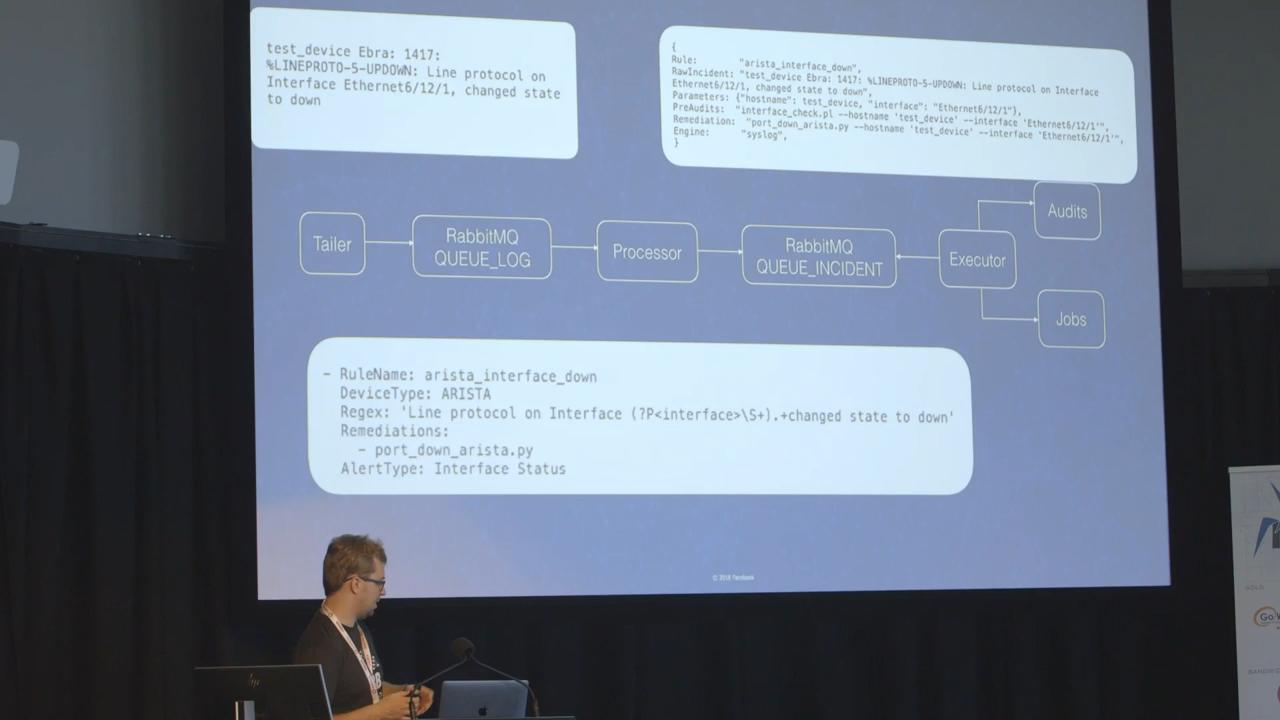 test_device Ebra: 1417:
%LINEPROTO-5-UPDOWN: Line protocol on
Interface Ethernet6/12/1, changed state
to down
{
Rule: "arista_interface_down",
RawIncident: "test_device Ebra: 1417: %LINEPROTO-5-UPDOWN: Line protocol on Interface
Ethernet6/12/1, changed state to down",
Parameters: {"hostname": test_device, "interface": "Ethernet6/12/1"},
PreAudits: "interface_check.pl --hostname 'test_device' --interface 'Ethernet6/12/1'",
Remediation: "port_down_arista.py --hostname 'test_device' --interface 'Ethernet6/12/1'",
Engine: "syslog",
}
Tailer
RabbitMQ
QUEUE_LOG
Processor
RabbitMQ
QUEUE_INCIDENT
Executor
Audits
Jobs
- RuleName: arista_interface_down
DeviceType: ARISTA
Regex: 'Line protocol on Interface (?P<interface>\S+).+changed state to down'
Remediations:
- port_down_arista.py
AlertType: Interface Status
© 2018 Facebook
GOLD